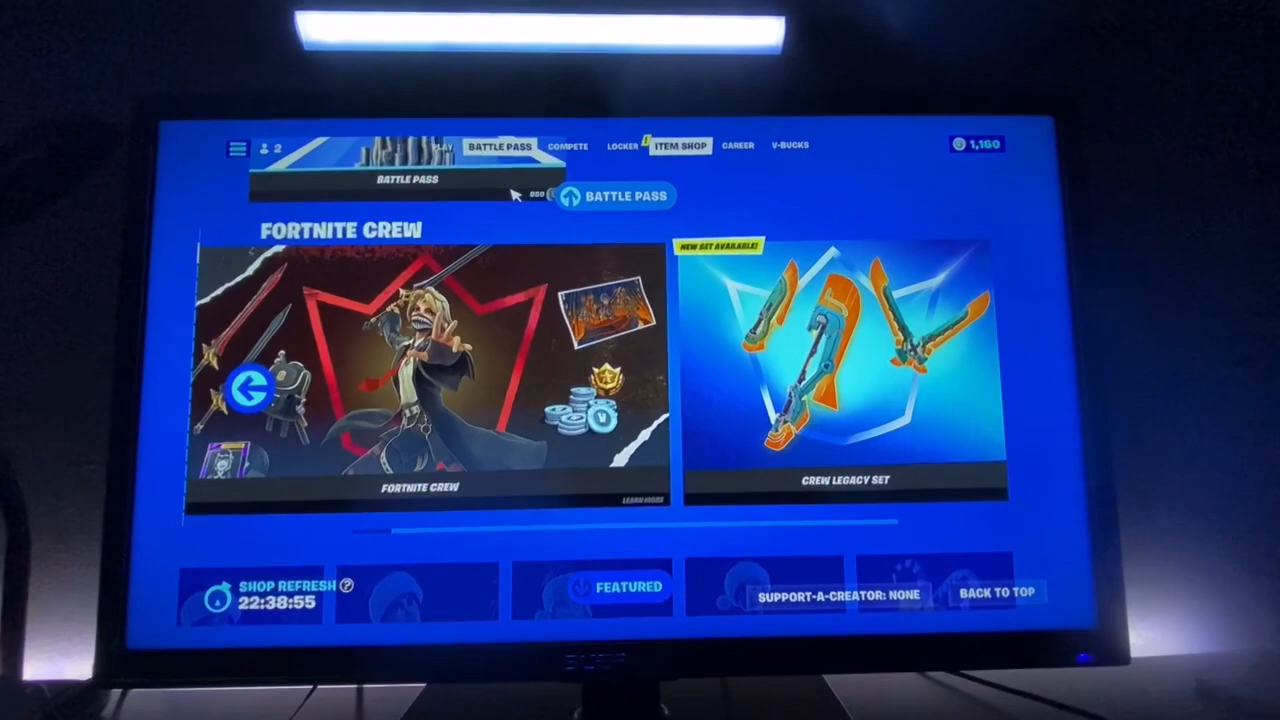 2 PLAY BATTLE PASS COMPETE LOCKER ! ITEM SHOP CAREER V-BUCKS 1,160
BATTLE PASS
950
BATTLE PASS
FORTNITE CREW
NEW SET AVAILABLE!
FORTNITE CREW
LEARN MORE
CREW LEGACY SET
SHOP REFRESH ?
22:38:55
FEATURED
SUPPORT-A-CREATOR: NONE
BACK TO TOP